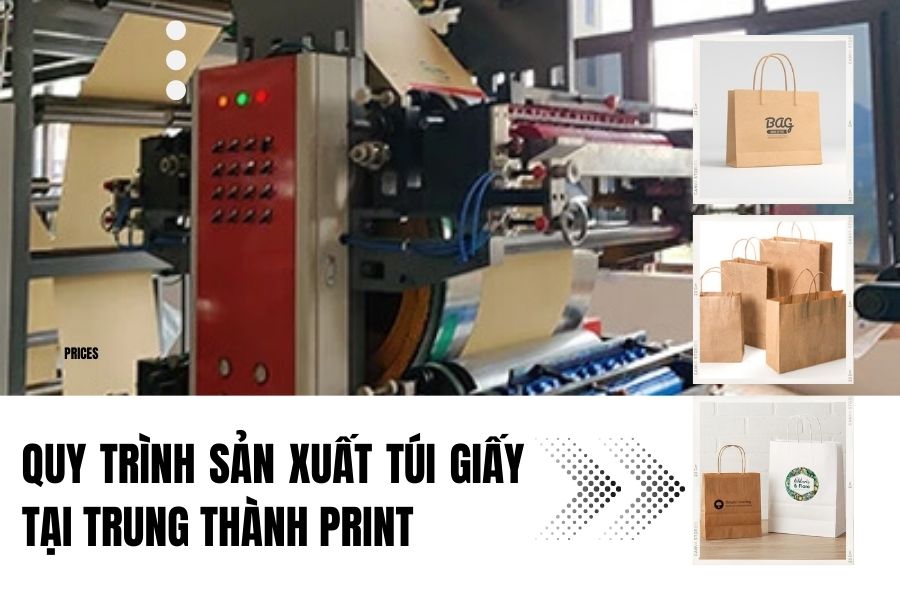 PRICES
QUY TRÌNH SẢN XUẤT TÚI GIẤY
TẠI TRUNG THÀNH PRINT
BAG